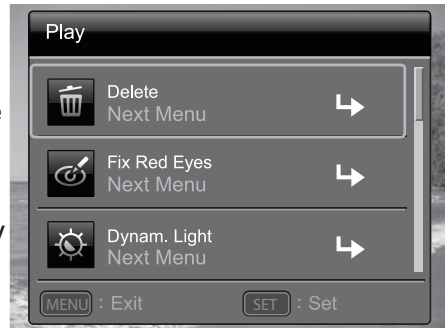 Play
Delete
Next Menu
Fix Red Eyes
Next Menu
Dynam. Light
Next Menu
MENU : Exit SET : Set